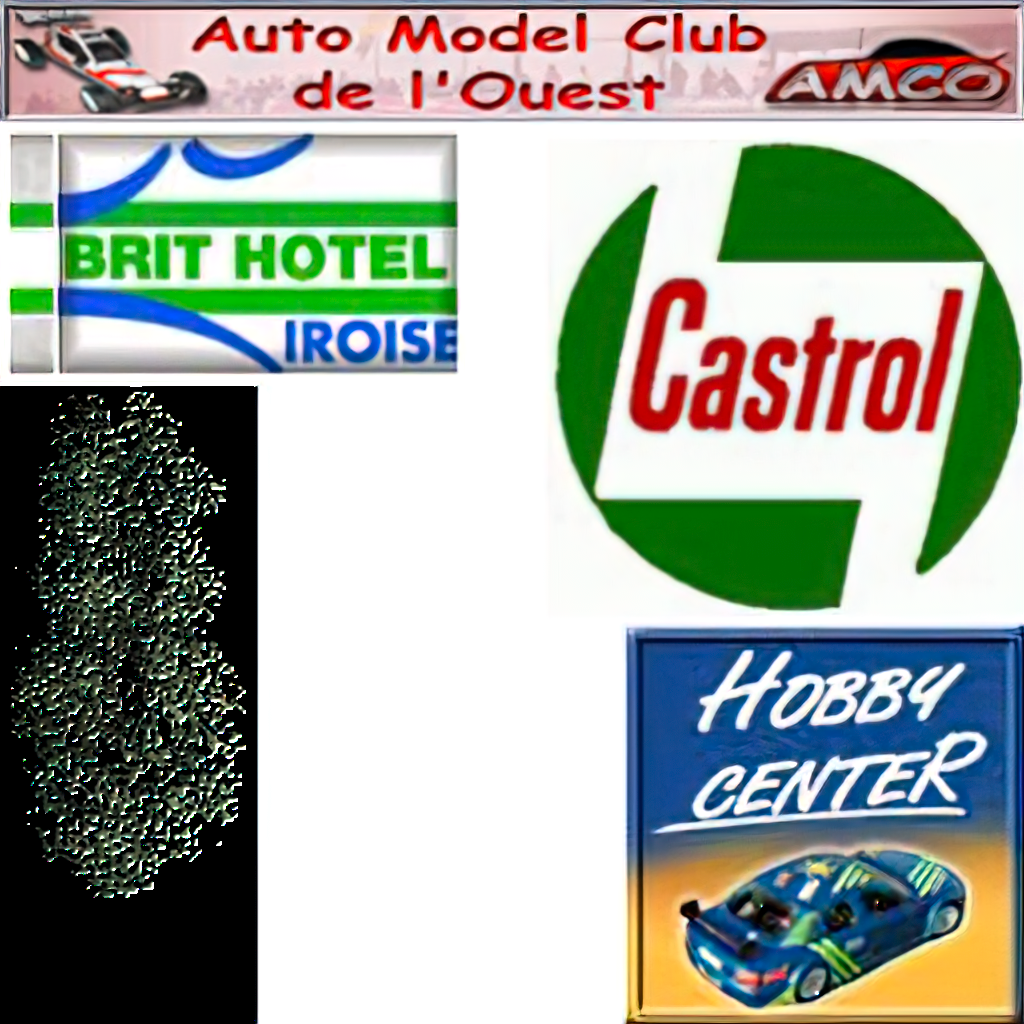 Auto Model Club
de l'Ouest
AMCO
BRIT HOTEL
IROISE
Castrol
HOBBY
CENTER